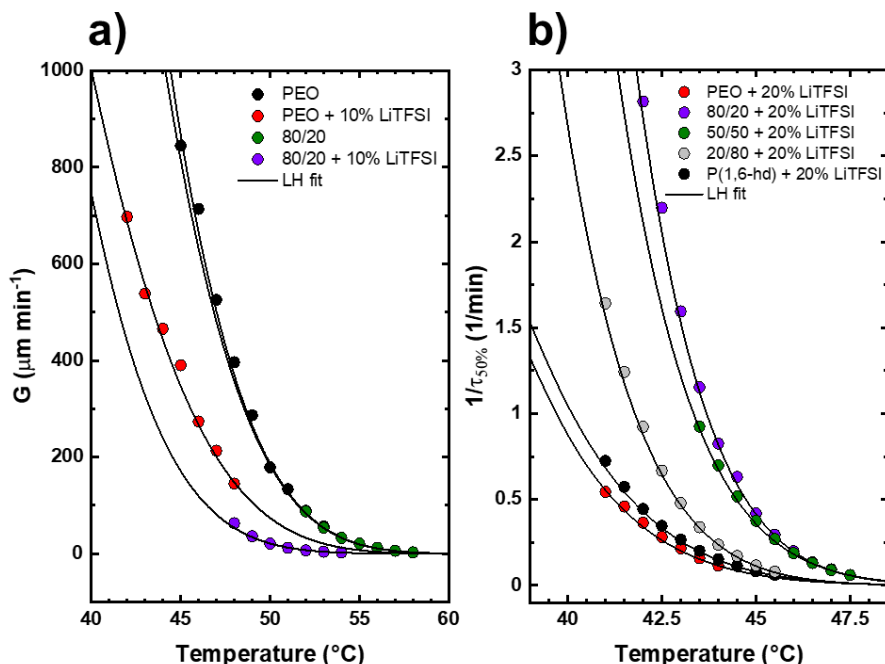 a)
1000
800
600
400
200
0
G (μm min⁻¹)
40 45 50 55 60
Temperature (°C)
PEO
PEO + 10% LiTFSI
80/20
80/20 + 10% LiTFSI
LH fit
b)
3
2.5
2
1.5
1
0.5
0
1/τ50% (1/min)
40 42.5 45 47.5
Temperature (°C)
PEO + 20% LiTFSI
80/20 + 20% LiTFSI
50/50 + 20% LiTFSI
20/80 + 20% LiTFSI
P(1,6-hd) + 20% LiTFSI
LH fit